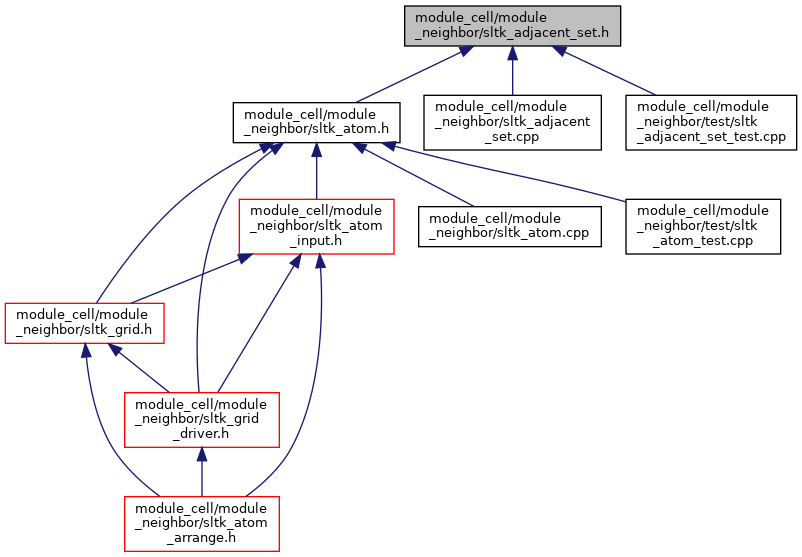 module_cell/module
_neighbor/sltk_adjacent_set.h
module_cell/module
_neighbor/sltk_atom.h
module_cell/module
_neighbor/sltk_adjacent
_set.cpp
module_cell/module
_neighbor/test/sltk
_adjacent_set_test.cpp
module_cell/module
_neighbor/sltk_atom
_input.h
module_cell/module
_neighbor/sltk_atom.cpp
module_cell/module
_neighbor/test/sltk
_atom_test.cpp
module_cell/module
_neighbor/sltk_grid.h
module_cell/module
_neighbor/sltk_grid
_driver.h
module_cell/module
_neighbor/sltk_atom
_arrange.h